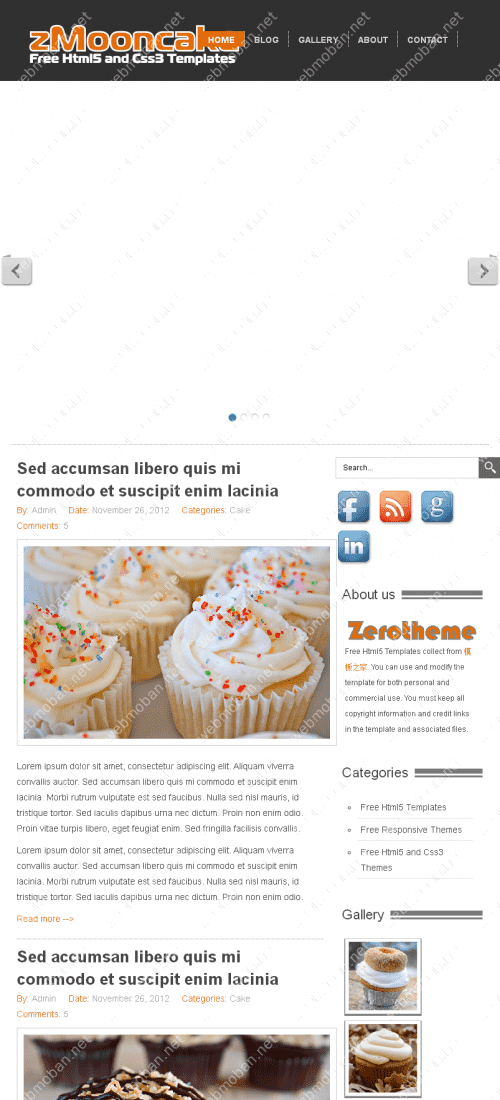 zMooncake
Free Html5 and Css3 Templates
HOME BLOG GALLERY ABOUT CONTACT
Sed accumsan libero quis mi
commodo et suscipit enim lacinia
By: Admin Date: November 26, 2012 Categories: Cake
Comments: 5
Lorem ipsum dolor sit amet, consectetur adipiscing elit. Aliquam viverra
convallis auctor. Sed accumsan libero quis mi commodo et suscipit enim
lacinia. Morbi rutrum vulputate est sed faucibus. Nulla sed nisl mauris, id
tristique tortor. Sed iaculis dapibus urna nec dictum. Proin non enim odio.
Proin vitae turpis libero, eget feugiat enim. Sed fringilla facilisis convallis.
Lorem ipsum dolor sit amet, consectetur adipiscing elit. Aliquam viverra
convallis auctor. Sed accumsan libero quis mi commodo et suscipit enim
lacinia. Morbi rutrum vulputate est sed faucibus. Nulla sed nisl mauris, id
tristique tortor. Sed iaculis dapibus urna nec dictum. Proin non enim odio.
Read more -->
Sed accumsan libero quis mi
commodo et suscipit enim lacinia
By: Admin Date: November 26, 2012 Categories: Cake
Comments: 5
Search...
About us
Zerotheme
Free Html5 Templates collect from 模
板之家. You can use and modify the
template for both personal and
commercial use. You must keep all
copyright information and credit links
in the template and associated files.
Categories
Free Html5 Templates
Free Responsive Themes
Free Html5 and Css3
Themes
Gallery
www.webmoban.net